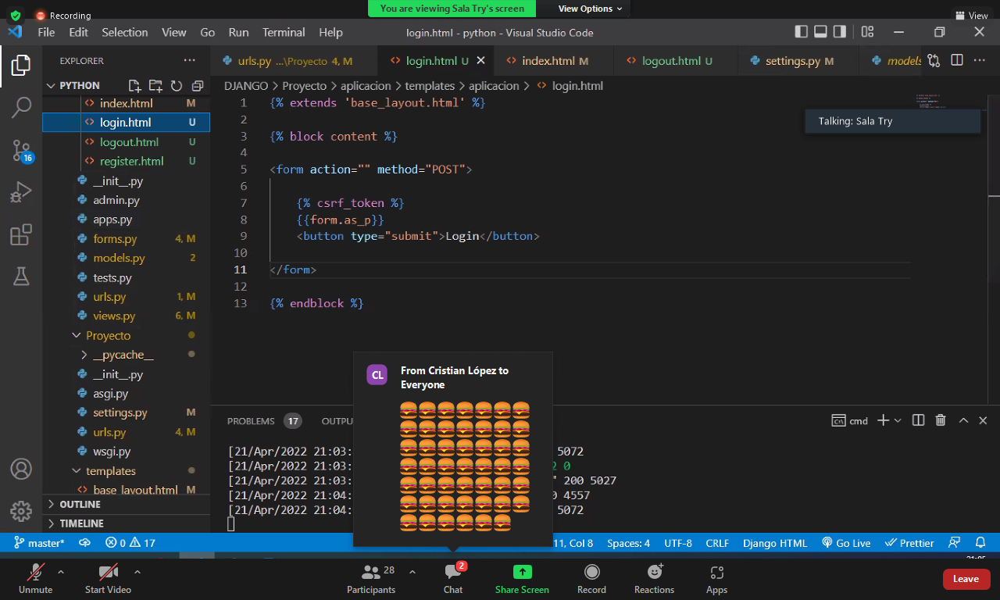 Recording
You are viewing Sala Try's screen
View Options
View
File Edit Selection View Go Run Terminal Help
login.html - python - Visual Studio Code
EXPLORER
urls.py ...\Proyecto 4, M
login.html U
index.html M
logout.html U
settings.py M
models
PYTHON
DJANGO > Proyecto > aplicacion > templates > aplicacion > login.html
index.html M
login.html U
logout.html U
register.html U
__init__.py
admin.py
apps.py
forms.py 4, M
models.py 2
tests.py
urls.py 1, M
views.py 6, M
Proyecto
__pycache__
__init__.py
asgi.py
settings.py M
urls.py 4, M
wsgi.py
templates
base_layout.html M
OUTLINE
TIMELINE
1 {% extends 'base_layout.html' %}
2
3 {% block content %}
4
5 <form action="" method="POST">
6
7 {% csrf_token %}
8 {{form.as_p}}
9 <button type="submit">Login</button>
10
11 </form>
12
13 {% endblock %}
Talking: Sala Try
CL
From Cristian López to
Everyone
PROBLEMS 17 OUTPU
cmd
[21/Apr/2022 21:03: 5072
[21/Apr/2022 21:03: 2 0
[21/Apr/2022 21:03: " 200 5027
[21/Apr/2022 21:04: 0 4557
[21/Apr/2022 21:04: 5072
16
master* 0 17
11, Col 8 Spaces: 4 UTF-8 CRLF Django HTML Go Live Prettier
Unmute
Start Video
Participants 28
Chat 2
Share Screen
Record
Reactions
Apps
Leave